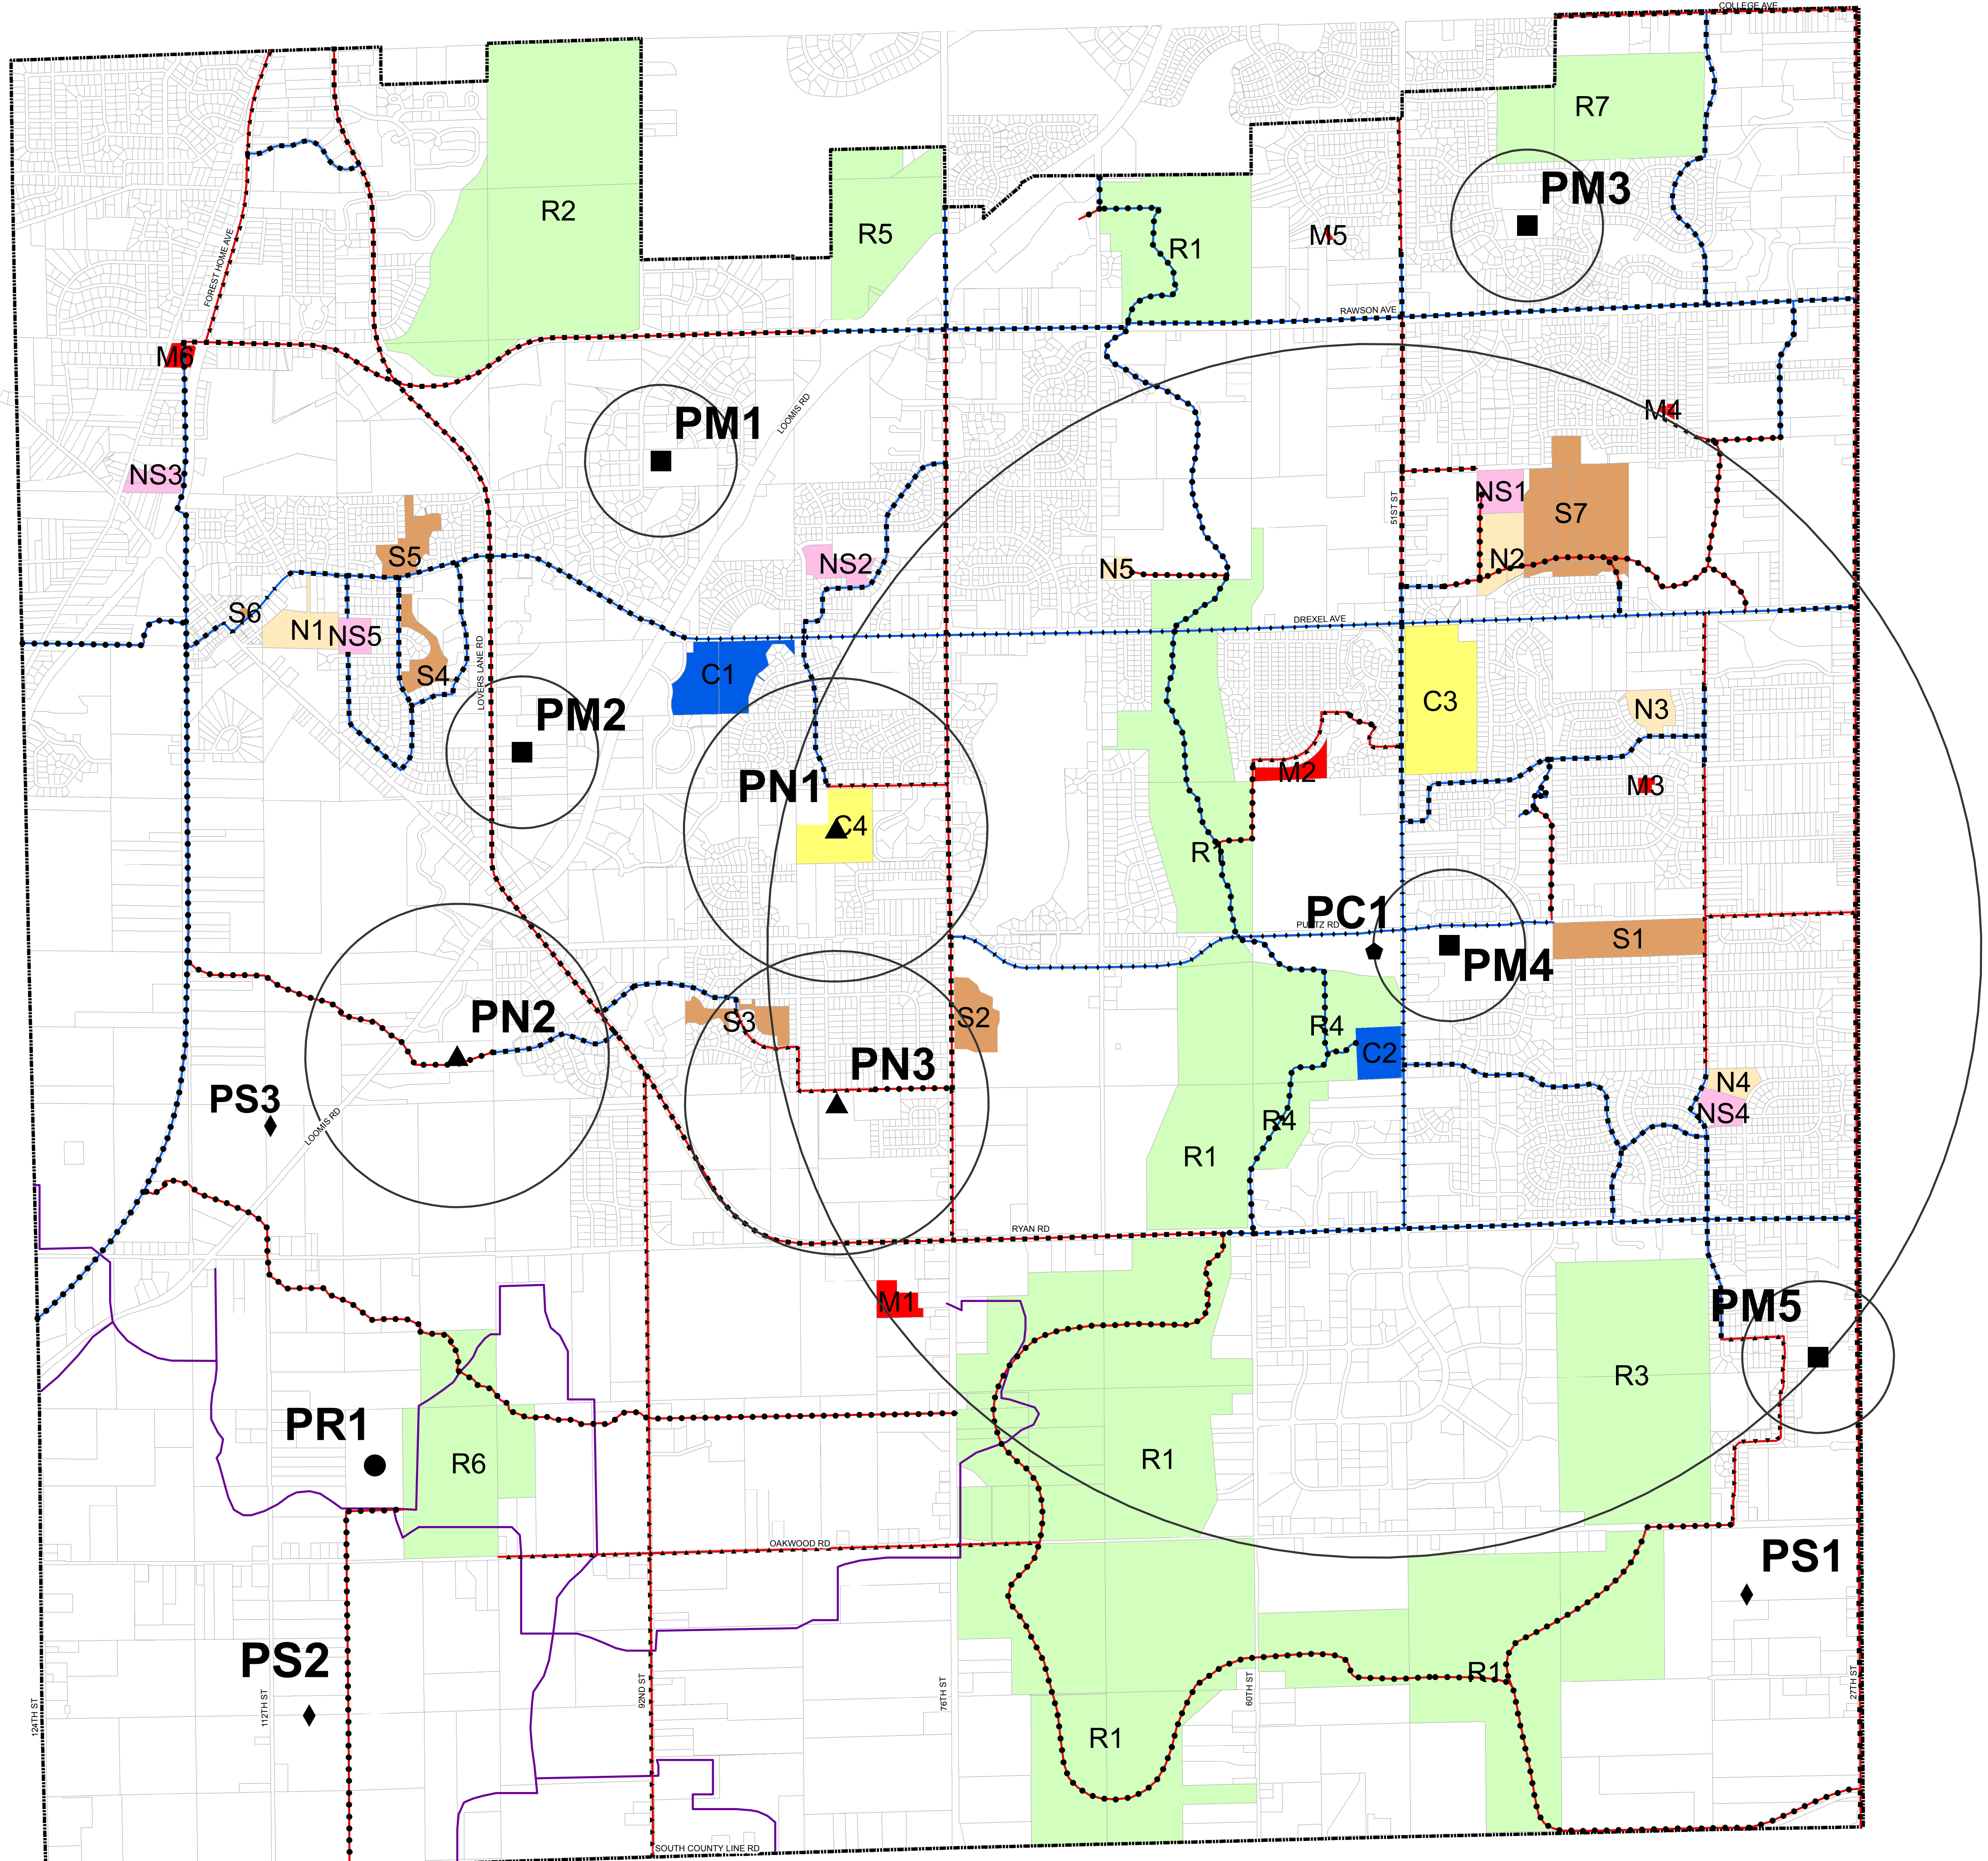 COLLEGE AVE
R7
PM3
R2
R5
M5
R1
FOREST HOME AVE
RAWSON AVE
M6
PM1
LOOMIS RD
M4
NS3
NS1
S7
51ST ST
S5
NS2
N5
N2
S6
N1
NS5
DREXEL AVE
S4
C1
LOVERS LANE RD
C3
N3
PM2
PN1
M2
M3
C4
R1
PC1
PUETZ RD
S1
PM4
PN2
S3
S2
R4
C2
PN3
N4
PS3
NS4
LOOMIS RD
R4
R1
RYAN RD
M1
PM5
R3
PR1
R6
R1
OAKWOOD RD
PS1
PS2
R1
124TH ST
112TH ST
92ND ST
76TH ST
60TH ST
27TH ST
R1
SOUTH COUNTY LINE RD